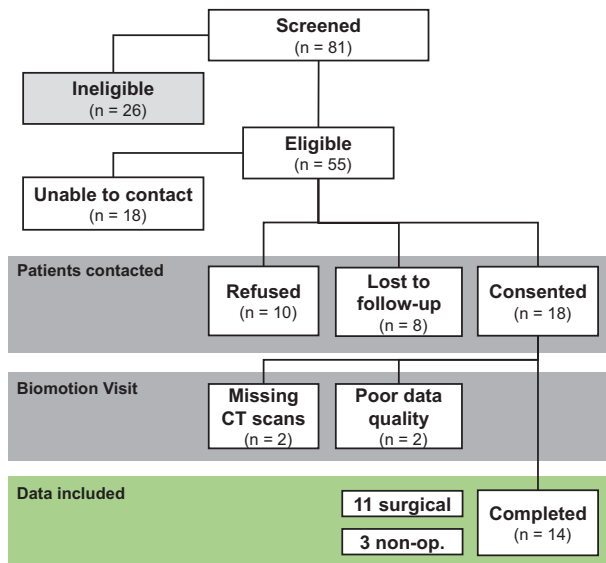 Screened
(n = 81)
Ineligible
(n = 26)
Eligible
(n = 55)
Unable to contact
(n = 18)
Patients contacted
Refused
(n = 10)
Lost to
follow-up
(n = 8)
Consented
(n = 18)
Biomotion Visit
Missing
CT scans
(n = 2)
Poor data
quality
(n = 2)
Data included
11 surgical
3 non-op.
Completed
(n = 14)